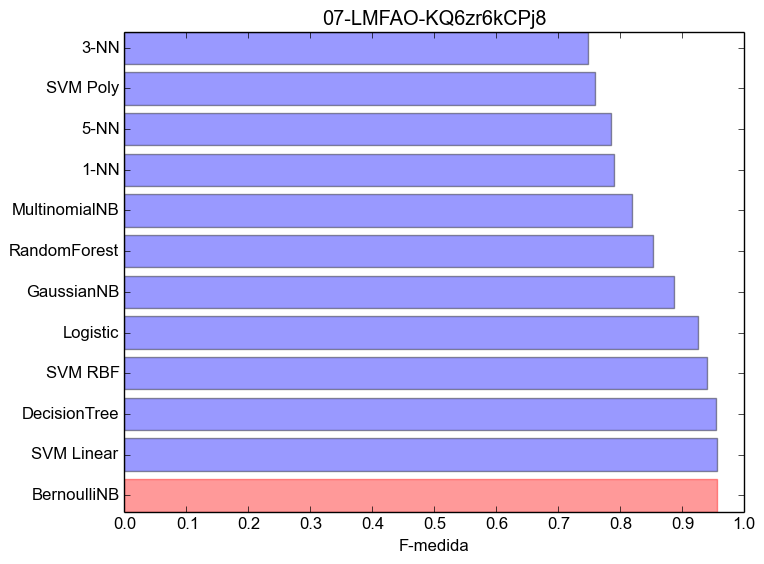 07-LMFAO-KQ6zr6kCPj8
3-NN
SVM Poly
5-NN
1-NN
MultinomialNB
RandomForest
GaussianNB
Logistic
SVM RBF
DecisionTree
SVM Linear
BernoulliNB
0.0 0.1 0.2 0.3 0.4 0.5 0.6 0.7 0.8 0.9 1.0
F-medida